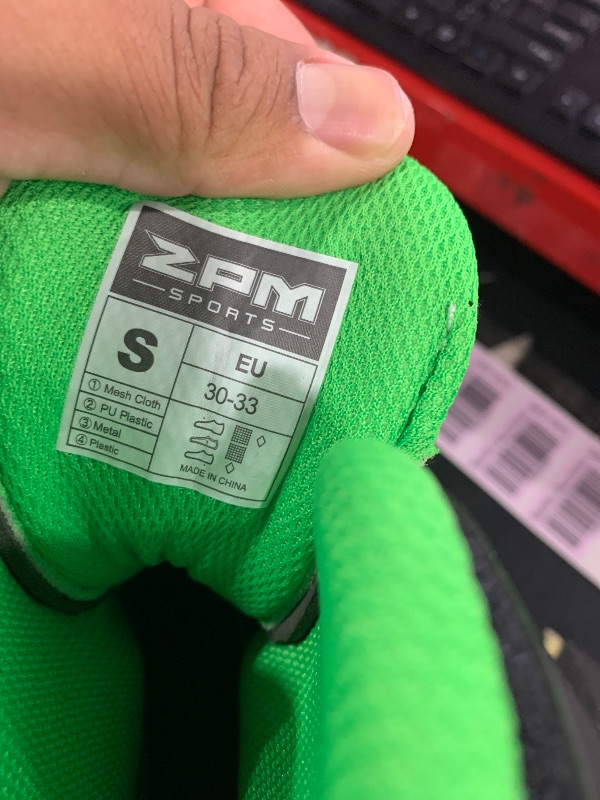 ZPM
SPORTS
S
EU
30-33
① Mesh Cloth
② PU Plastic
③ Metal
④ Plastic
MADE IN CHINA